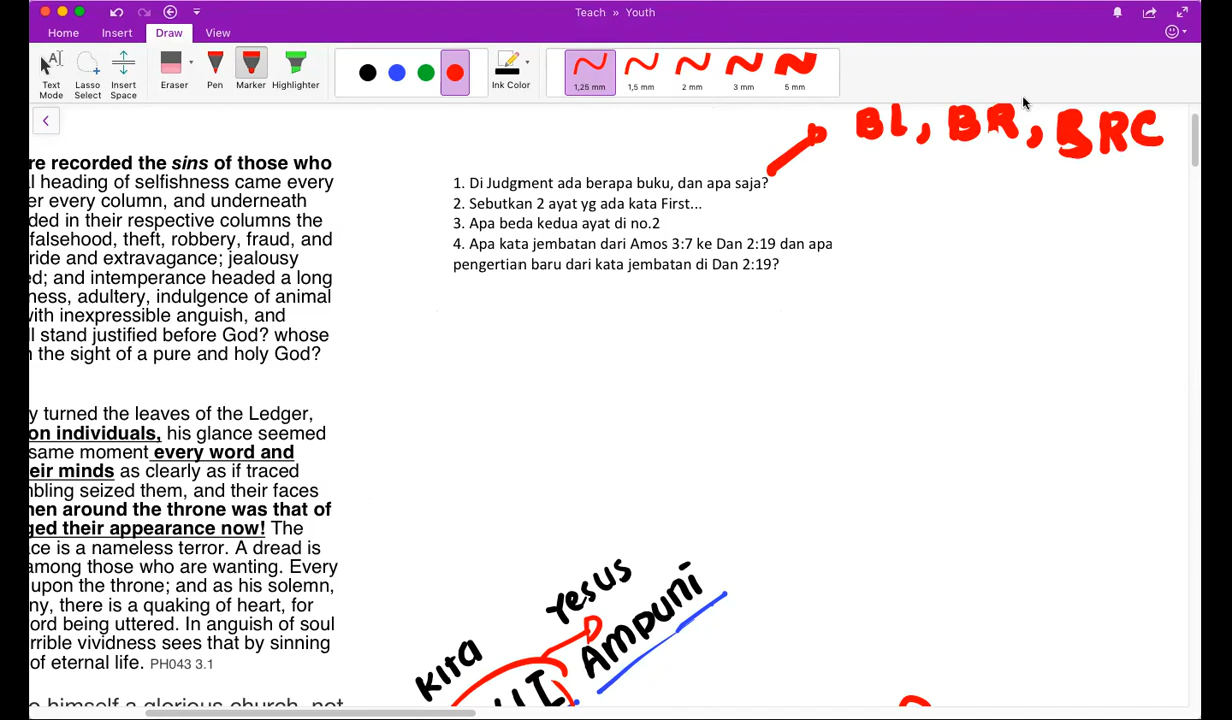 Teach » Youth
Home Insert Draw View
Text Mode
Lasso Select
Insert Space
Eraser
Pen
Marker
Highlighter
Ink Color
1,25 mm
1,5 mm
2 mm
3 mm
5 mm
BL, BR, BRC
1. Di Judgment ada berapa buku, dan apa saja?
2. Sebutkan 2 ayat yg ada kata First...
3. Apa beda kedua ayat di no.2
4. Apa kata jembatan dari Amos 3:7 ke Dan 2:19 dan apa
pengertian baru dari kata jembatan di Dan 2:19?
re recorded the sins of those who
l heading of selfishness came every
er every column, and underneath
ded in their respective columns the
falsehood, theft, robbery, fraud, and
ride and extravagance; jealousy
ed; and intemperance headed a long
ness, adultery, indulgence of animal
with inexpressible anguish, and
ll stand justified before God? whose
n the sight of a pure and holy God?
y turned the leaves of the Ledger,
on individuals, his glance seemed
same moment every word and
eir minds as clearly as if traced
mbling seized them, and their faces
hen around the throne was that of
ged their appearance now! The
ace is a nameless terror. A dread is
among those who are wanting. Every
upon the throne; and as his solemn,
ny, there is a quaking of heart, for
ord being uttered. In anguish of soul
rrible vividness sees that by sinning
of eternal life. PH043 3.1
o himself a glorious church, not
Yesus
Ampuni
kita